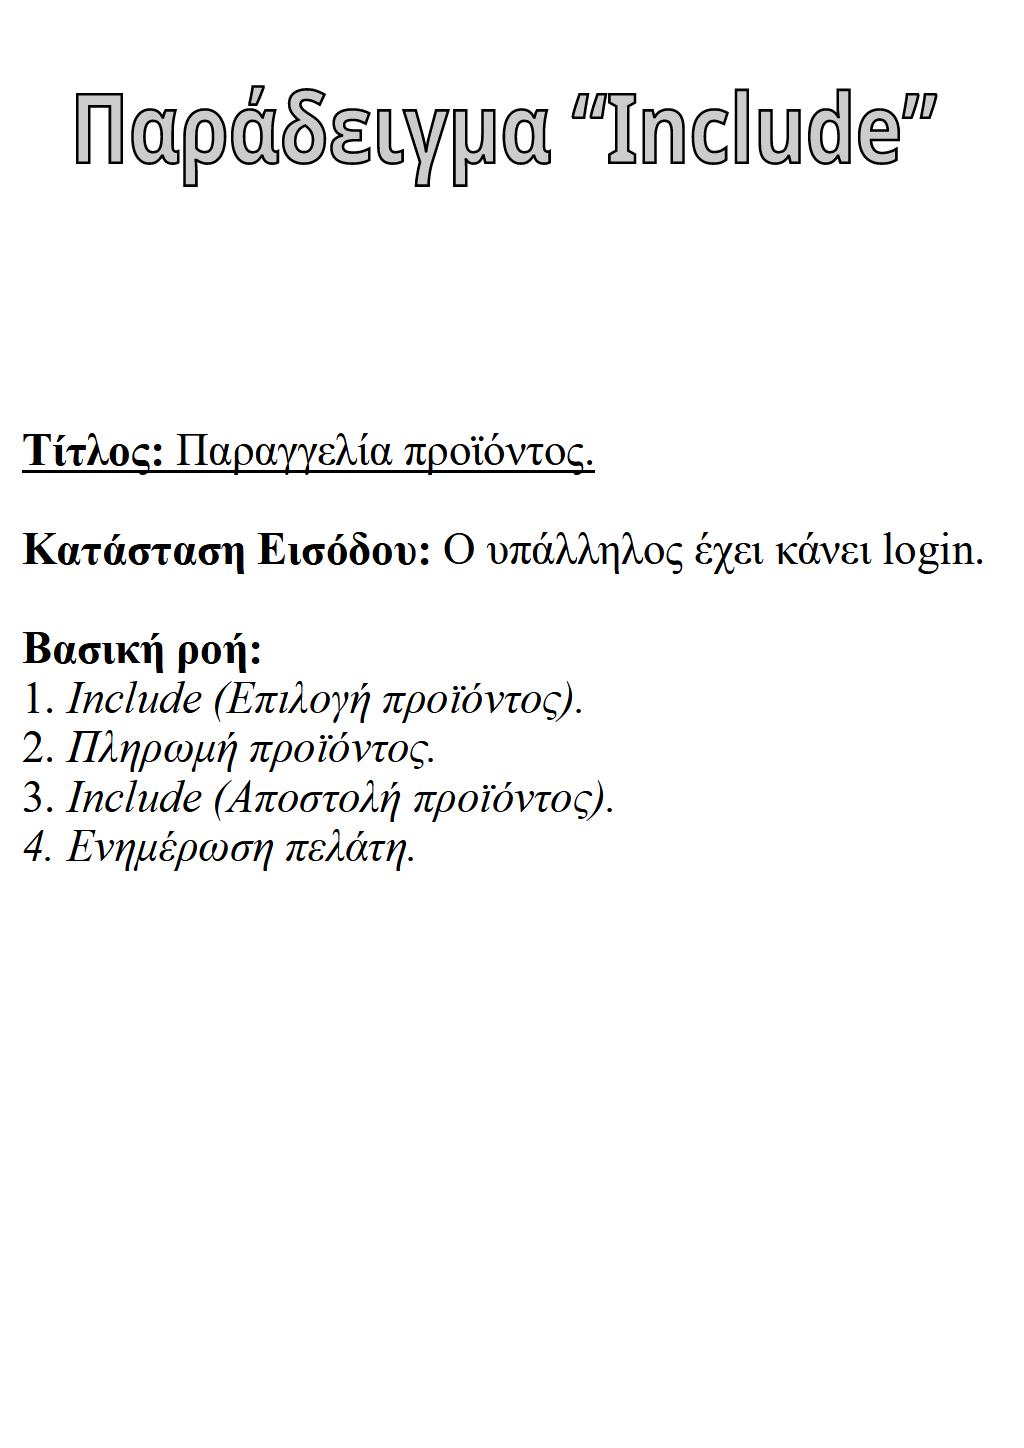 Παράδειγμα “Include”
Τίτλος: Παραγγελία προϊόντος.
Κατάσταση Εισόδου: Ο υπάλληλος έχει κάνει login.
Βασική ροή:
1. Include (Επιλογή προϊόντος).
2. Πληρωμή προϊόντος.
3. Include (Αποστολή προϊόντος).
4. Ενημέρωση πελάτη.